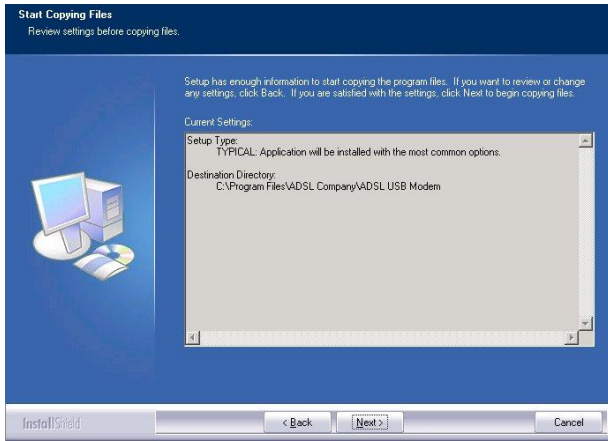 Start Copying Files
Review settings before copying files.
Setup has enough information to start copying the program files. If you want to review or change
any settings, click Back. If you are satisfied with the settings, click Next to begin copying files.
Current Settings:
Setup Type:
TYPICAL: Application will be installed with the most common options.
Destination Directory:
C:\Program Files\ADSL Company\ADSL USB Modem
InstallShield
< Back
Next >
Cancel